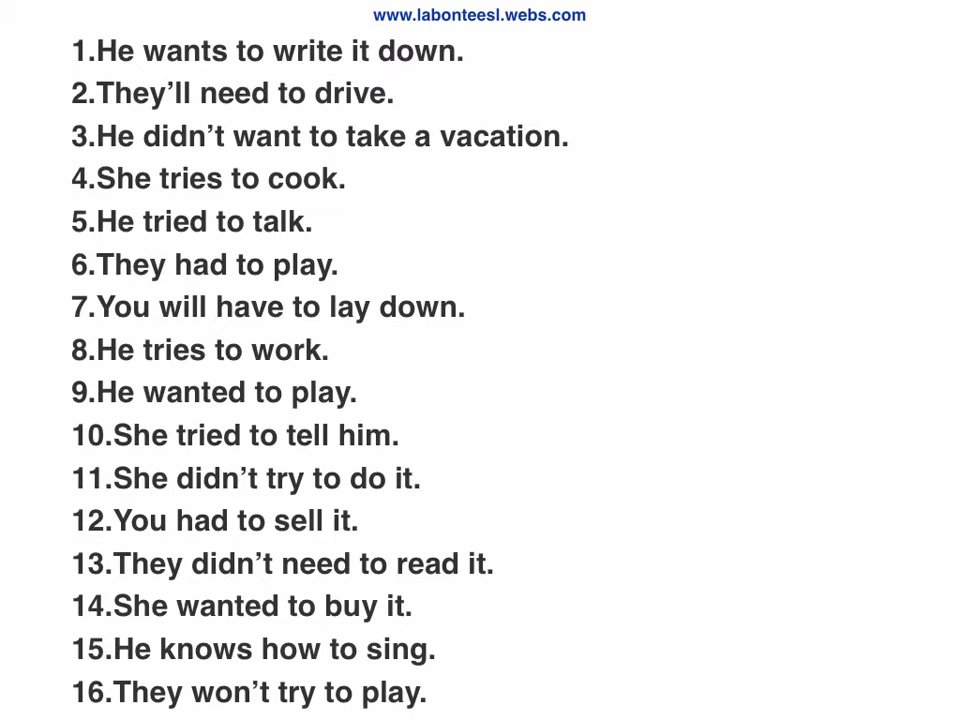 www.labonteesl.webs.com
1.He wants to write it down.
2.They’ll need to drive.
3.He didn’t want to take a vacation.
4.She tries to cook.
5.He tried to talk.
6.They had to play.
7.You will have to lay down.
8.He tries to work.
9.He wanted to play.
10.She tried to tell him.
11.She didn’t try to do it.
12.You had to sell it.
13.They didn’t need to read it.
14.She wanted to buy it.
15.He knows how to sing.
16.They won’t try to play.